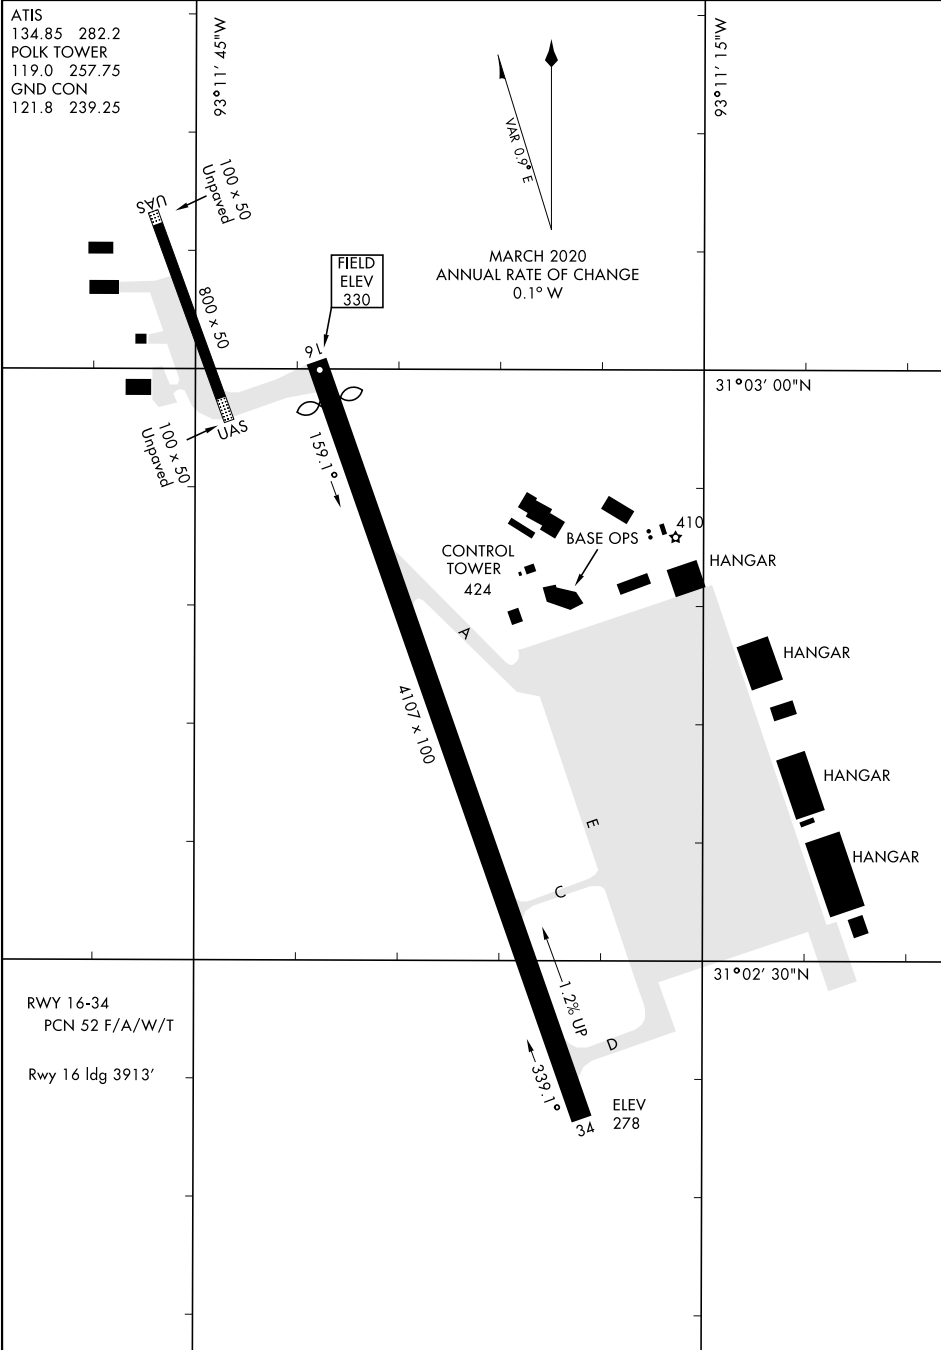 ATIS
134.85 282.2
POLK TOWER
119.0 257.75
GND CON
121.8 239.25
93°11' 45"W
93°11' 15"W
VAR 0.9° E
MARCH 2020
ANNUAL RATE OF CHANGE
0.1° W
UAS
100 x 50
Unpaved
800 x 50
UAS
100 x 50
Unpaved
FIELD
ELEV
330
16
31°03' 00"N
159.1°
CONTROL
TOWER
424
BASE OPS
410
HANGAR
HANGAR
HANGAR
HANGAR
A
4107 x 100
E
C
31°02' 30"N
1.2% UP
D
339.1°
34
ELEV
278
RWY 16-34
PCN 52 F/A/W/T
Rwy 16 ldg 3913'